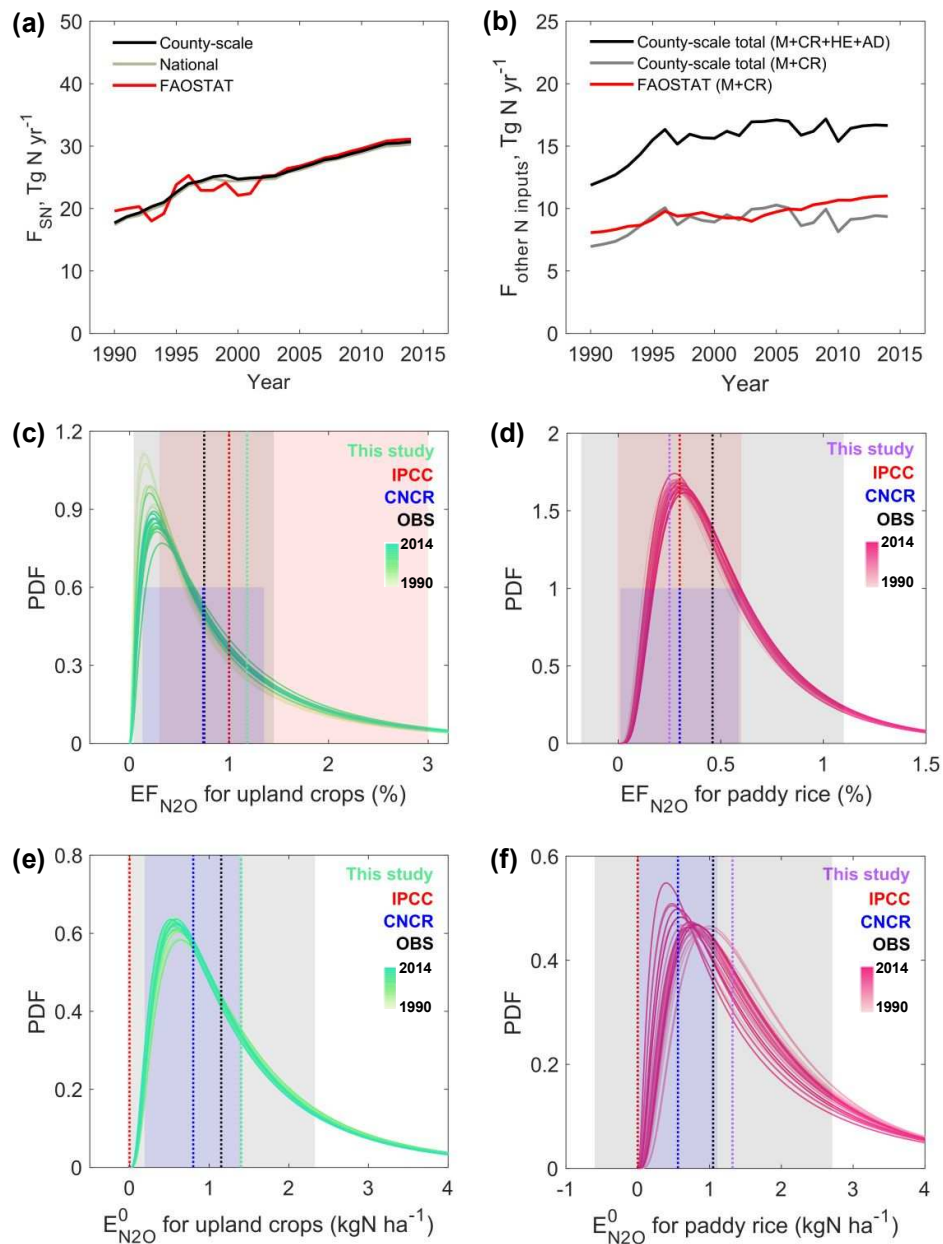 (a)
50
40
30
20
10
0
F_SN, Tg N yr⁻¹
County-scale
National
FAOSTAT
1990 1995 2000 2005 2010 2015
Year
(b)
25
20
15
10
5
0
F_other N inputs, Tg N yr⁻¹
County-scale total (M+CR+HE+AD)
County-scale total (M+CR)
FAOSTAT (M+CR)
1990 1995 2000 2005 2010 2015
Year
(c)
1.2
0.9
0.6
0.3
0
PDF
This study
IPCC
CNCR
OBS
2014
1990
0 1 2 3
EF_N2O for upland crops (%)
(d)
2
1.5
1
0.5
0
PDF
This study
IPCC
CNCR
OBS
2014
1990
0 0.5 1 1.5
EF_N2O for paddy rice (%)
(e)
0.8
0.6
0.4
0.2
0
PDF
This study
IPCC
CNCR
OBS
2014
1990
0 1 2 3 4
E⁰_N2O for upland crops (kgN ha⁻¹)
(f)
0.6
0.4
0.2
0
PDF
This study
IPCC
CNCR
OBS
2014
1990
-1 0 1 2 3 4
E⁰_N2O for paddy rice (kgN ha⁻¹)